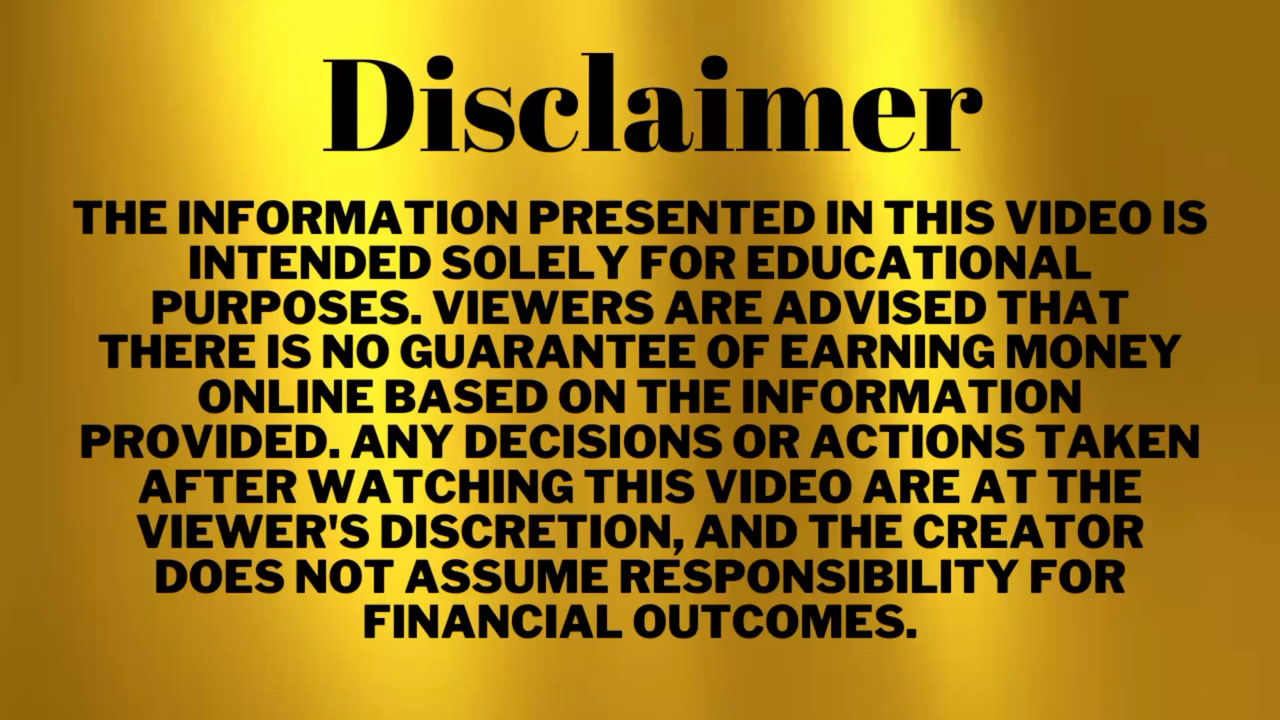 Disclaimer
THE INFORMATION PRESENTED IN THIS VIDEO IS
INTENDED SOLELY FOR EDUCATIONAL
PURPOSES. VIEWERS ARE ADVISED THAT
THERE IS NO GUARANTEE OF EARNING MONEY
ONLINE BASED ON THE INFORMATION
PROVIDED. ANY DECISIONS OR ACTIONS TAKEN
AFTER WATCHING THIS VIDEO ARE AT THE
VIEWER'S DISCRETION, AND THE CREATOR
DOES NOT ASSUME RESPONSIBILITY FOR
FINANCIAL OUTCOMES.